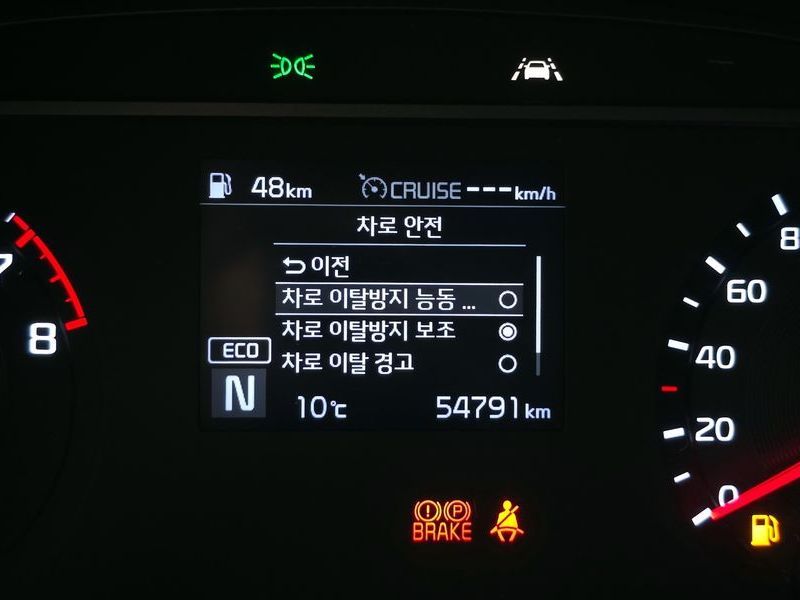 48km CRUISE ---km/h
차로 안전
이전
차로 이탈방지 능동 ...
차로 이탈방지 보조
차로 이탈 경고
ECO
N
10℃ 54791km
7
8
8
60
40
20
0
(!) (P)
BRAKE